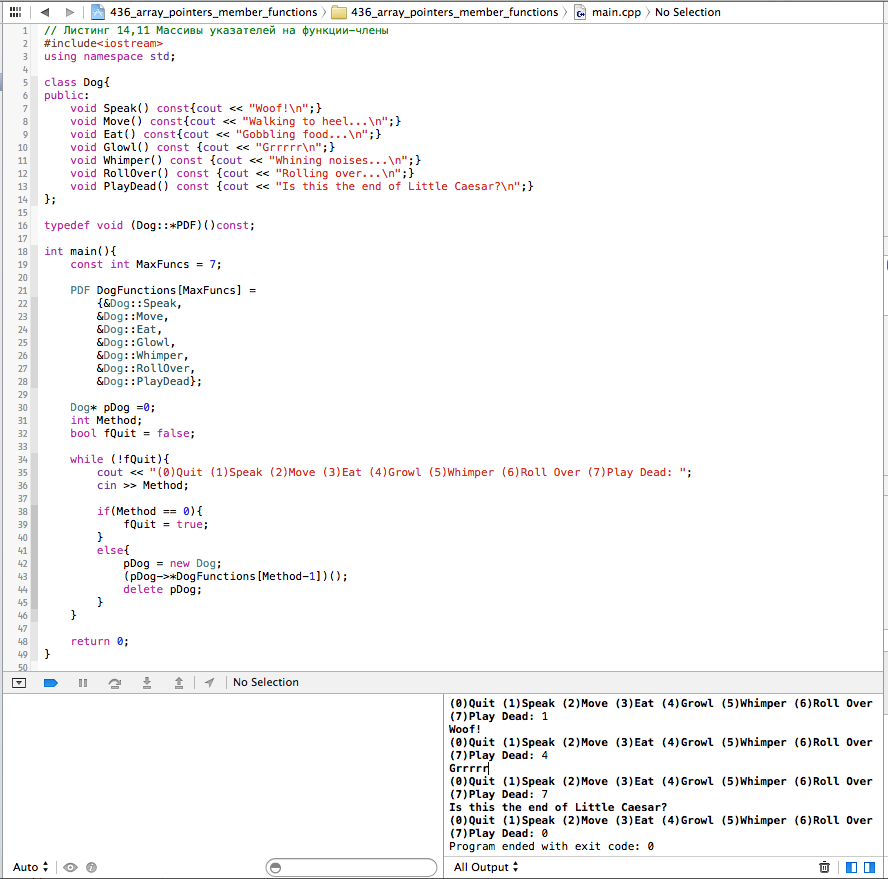 436_array_pointers_member_functions 436_array_pointers_member_functions main.cpp No Selection
1 // Листинг 14,11 Массивы указателей на функции-члены
2 #include<iostream>
3 using namespace std;
4
5 class Dog{
6 public:
7 void Speak() const{cout << "Woof!\n";}
8 void Move() const{cout << "Walking to heel...\n";}
9 void Eat() const{cout << "Gobbling food...\n";}
10 void Glowl() const {cout << "Grrrrr\n";}
11 void Whimper() const {cout << "Whining noises...\n";}
12 void RollOver() const {cout << "Rolling over...\n";}
13 void PlayDead() const {cout << "Is this the end of Little Caesar?\n";}
14 };
15
16 typedef void (Dog::*PDF)()const;
17
18 int main(){
19 const int MaxFuncs = 7;
20
21 PDF DogFunctions[MaxFuncs] =
22 {&Dog::Speak,
23 &Dog::Move,
24 &Dog::Eat,
25 &Dog::Glowl,
26 &Dog::Whimper,
27 &Dog::RollOver,
28 &Dog::PlayDead};
29
30 Dog* pDog =0;
31 int Method;
32 bool fQuit = false;
33
34 while (!fQuit){
35 cout << "(0)Quit (1)Speak (2)Move (3)Eat (4)Growl (5)Whimper (6)Roll Over (7)Play Dead: ";
36 cin >> Method;
37
38 if(Method == 0){
39 fQuit = true;
40 }
41 else{
42 pDog = new Dog;
43 (pDog->*DogFunctions[Method-1])();
44 delete pDog;
45 }
46 }
47
48 return 0;
49 }
50
No Selection
(0)Quit (1)Speak (2)Move (3)Eat (4)Growl (5)Whimper (6)Roll Over
(7)Play Dead: 1
Woof!
(0)Quit (1)Speak (2)Move (3)Eat (4)Growl (5)Whimper (6)Roll Over
(7)Play Dead: 4
Grrrrr
(0)Quit (1)Speak (2)Move (3)Eat (4)Growl (5)Whimper (6)Roll Over
(7)Play Dead: 7
Is this the end of Little Caesar?
(0)Quit (1)Speak (2)Move (3)Eat (4)Growl (5)Whimper (6)Roll Over
(7)Play Dead: 0
Program ended with exit code: 0
Auto
All Output